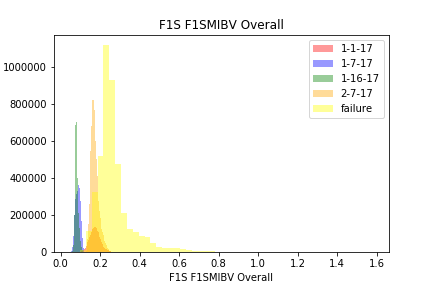 F1S F1SMIBV Overall
1-1-17
1-7-17
1-16-17
2-7-17
failure
1000000
800000
600000
400000
200000
0
0.0 0.2 0.4 0.6 0.8 1.0 1.2 1.4 1.6
F1S F1SMIBV Overall